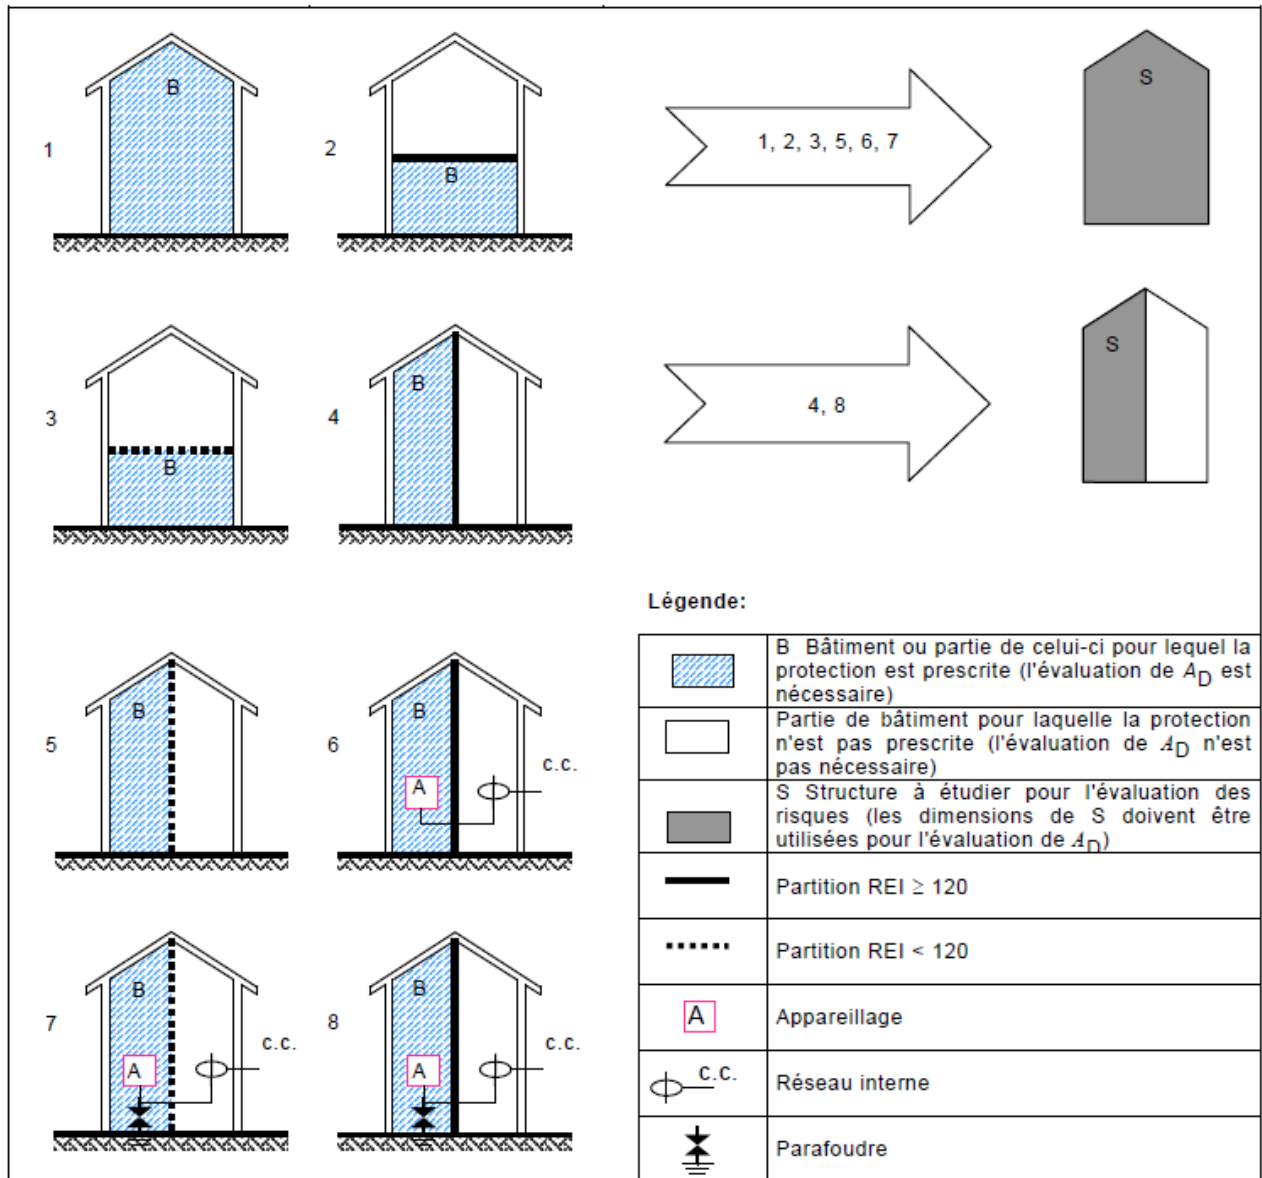 B
1
2
B
1, 2, 3, 5, 6, 7
S
3
B
4
B
4, 8
S
5
B
6
B
A
c.c.
7
B
A
c.c.
8
B
A
c.c.
Légende:
B Bâtiment ou partie de celui-ci pour lequel la
protection est prescrite (l'évaluation de AD est
nécessaire)
Partie de bâtiment pour laquelle la protection
n'est pas prescrite (l'évaluation de AD n'est
pas nécessaire)
S Structure à étudier pour l'évaluation des
risques (les dimensions de S doivent être
utilisées pour l'évaluation de AD)
Partition REI ≥ 120
Partition REI < 120
A
Appareillage
c.c.
Réseau interne
Parafoudre